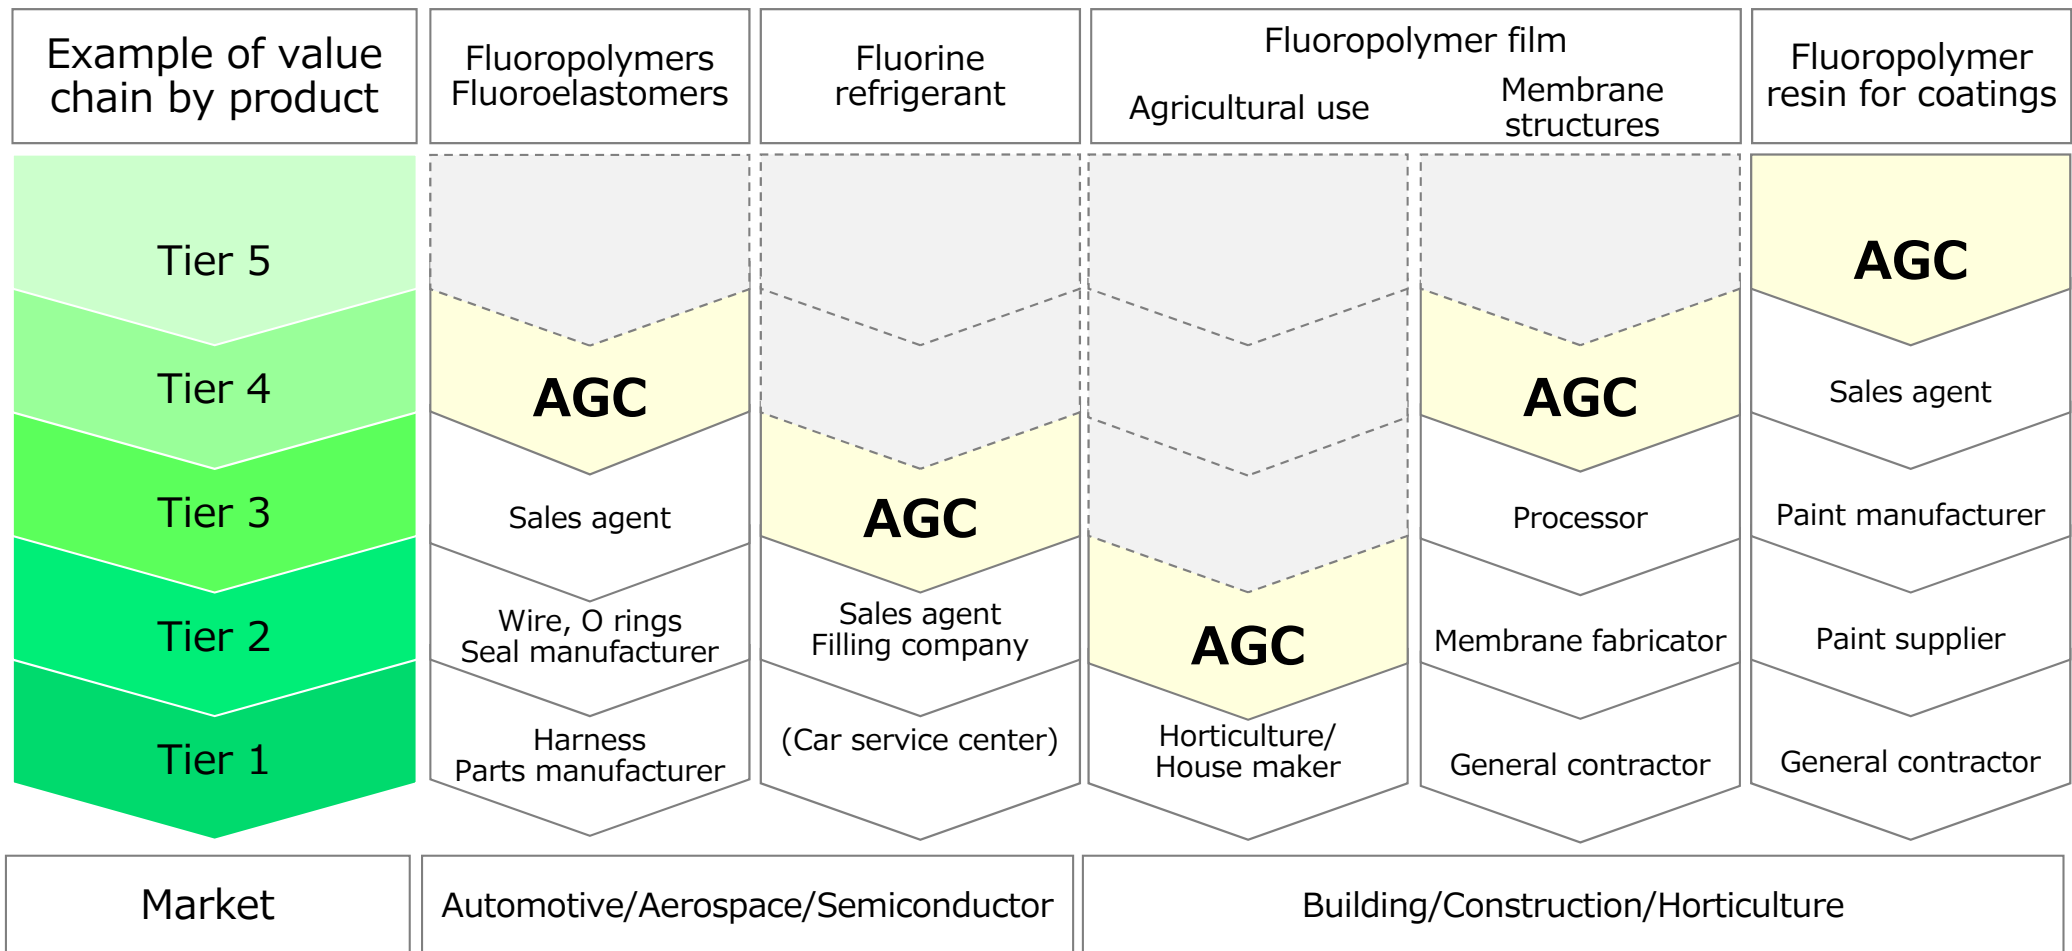 Example of value
chain by product
Fluoropolymers
Fluoroelastomers
Fluorine
refrigerant
Fluoropolymer film
Agricultural use
Membrane
structures
Fluoropolymer
resin for coatings
Tier 5
AGC
Tier 4
AGC
AGC
Sales agent
Tier 3
Sales agent
AGC
Processor
Paint manufacturer
Tier 2
Wire, O rings
Seal manufacturer
Sales agent
Filling company
AGC
Membrane fabricator
Paint supplier
Tier 1
Harness
Parts manufacturer
(Car service center)
Horticulture/
House maker
General contractor
General contractor
Market
Automotive/Aerospace/Semiconductor
Building/Construction/Horticulture